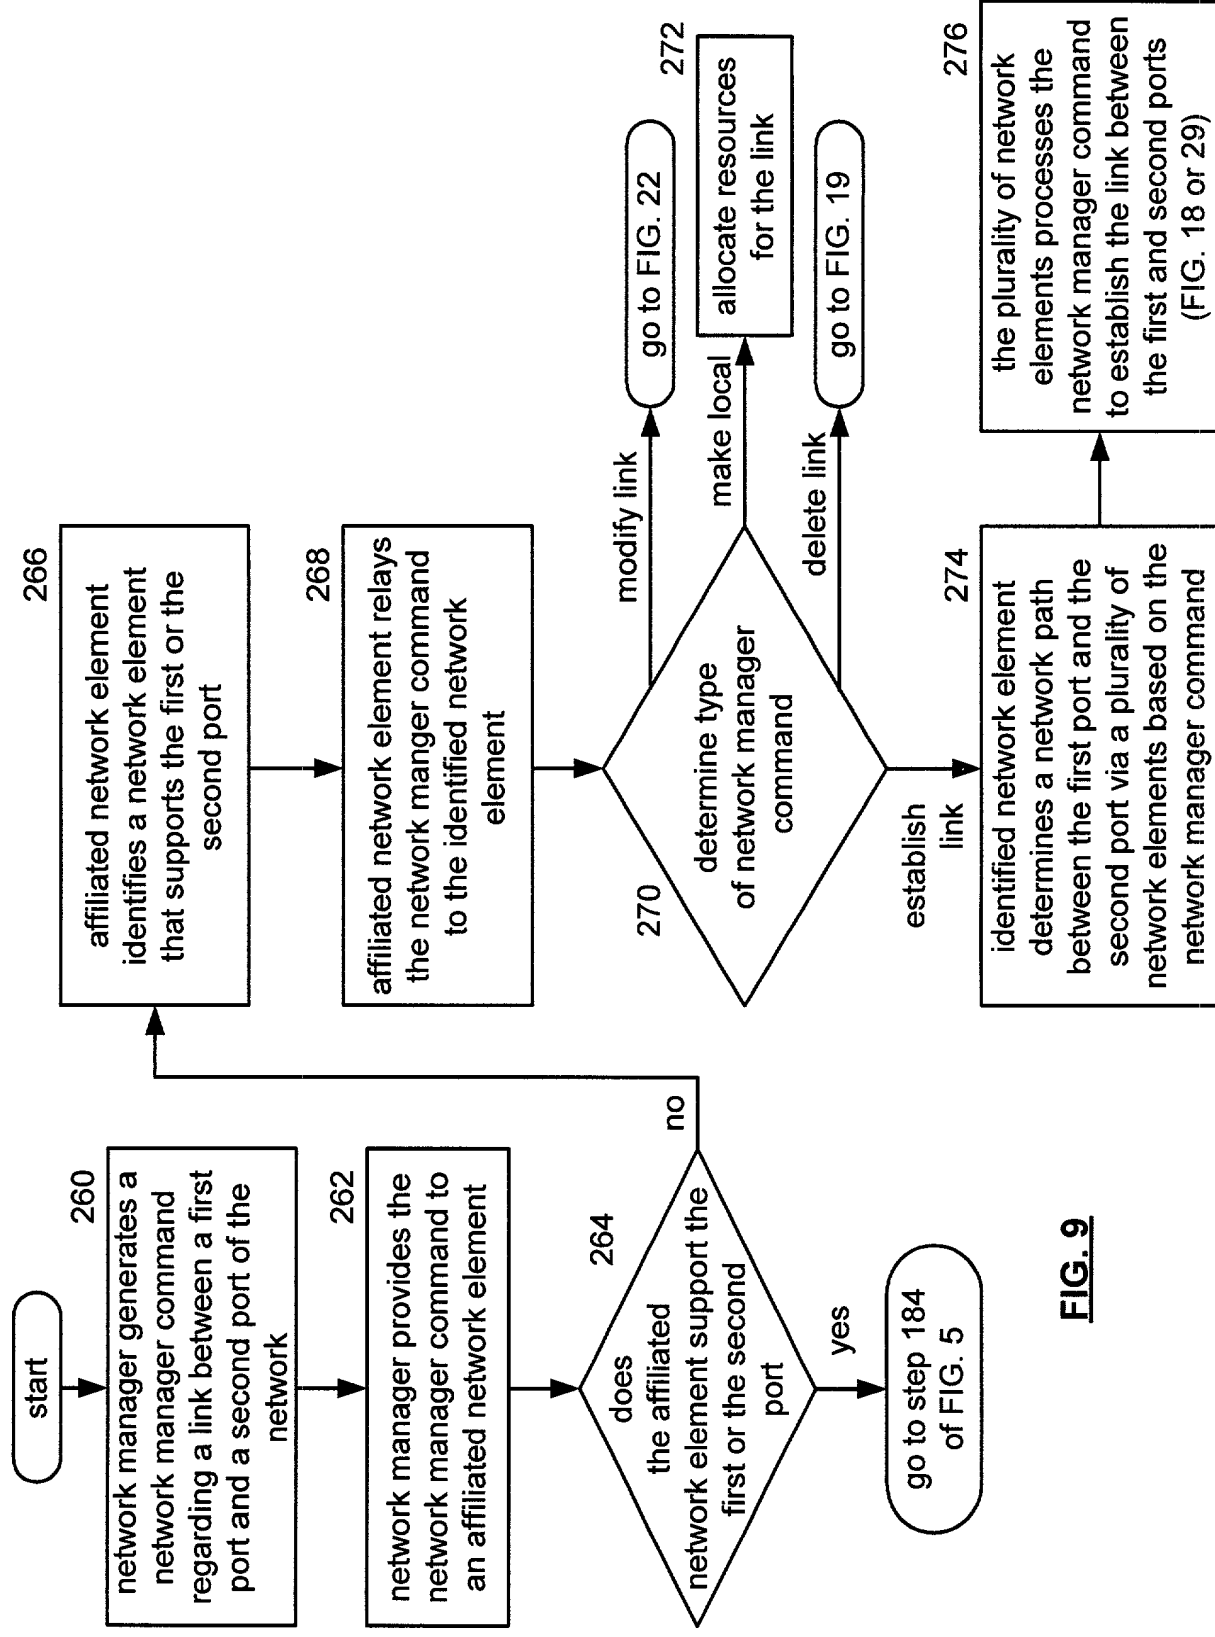 start
260
network manager generates a
network manager command
regarding a link between a first
port and a second port of the
network
262
network manager provides the
network manager command to
an affiliated network element
264
does
the affiliated
network element support the
first or the second
port
no
yes
go to step 184
of FIG. 5
266
affiliated network element
identifies a network element
that supports the first or the
second port
268
affiliated network element relays
the network manger command
to the identified network
element
270
determine type
of network manager
command
modify link
go to FIG. 22
make local
272
allocate resources
for the link
delete link
go to FIG. 19
establish
link
274
identified network element
determines a network path
between the first port and the
second port via a plurality of
network elements based on the
network manager command
276
the plurality of network
elements processes the
network manager command
to establish the link between
the first and second ports
(FIG. 18 or 29)
FIG. 9